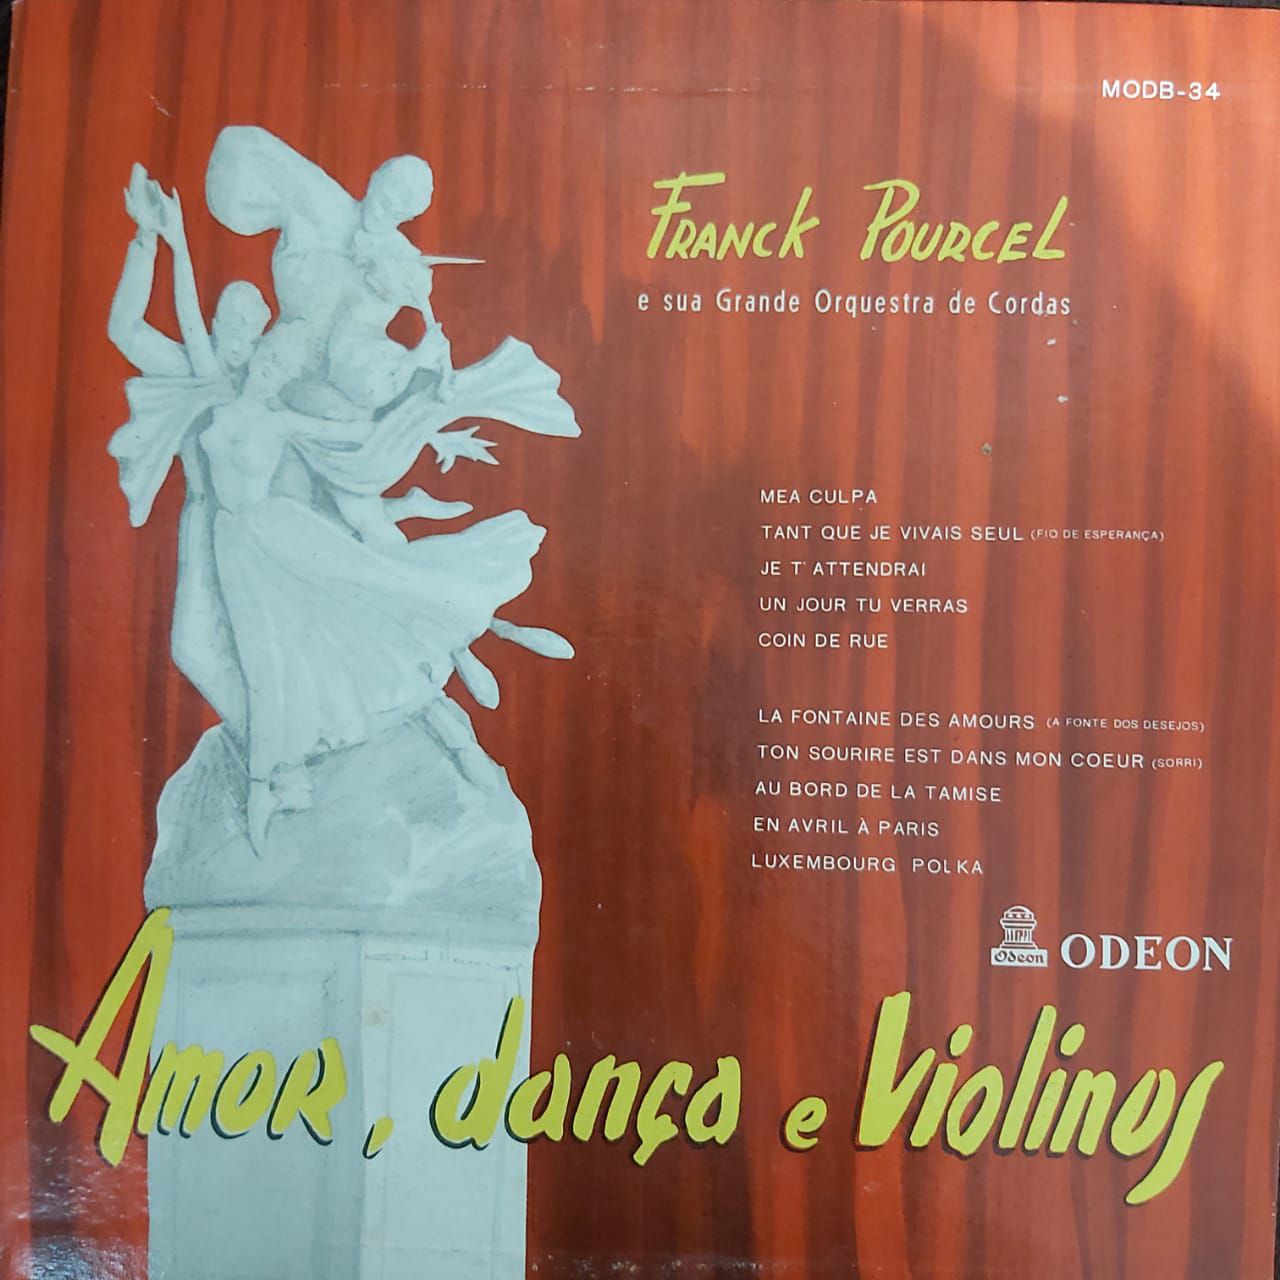 MODB-34
FRANCK POURCEL
e sua Grande Orquestra de Cordas
MEA CULPA
TANT QUE JE VIVAIS SEUL (FIO DE ESPERANÇA)
JE T'ATTENDRAI
UN JOUR TU VERRAS
COIN DE RUE
LA FONTAINE DES AMOURS (A FONTE DOS DESEJOS)
TON SOURIRE EST DANS MON COEUR (SORRI)
AU BORD DE LA TAMISE
EN AVRIL À PARIS
LUXEMBOURG POLKA
Odeon ODEON
Amor, dança e Violinos